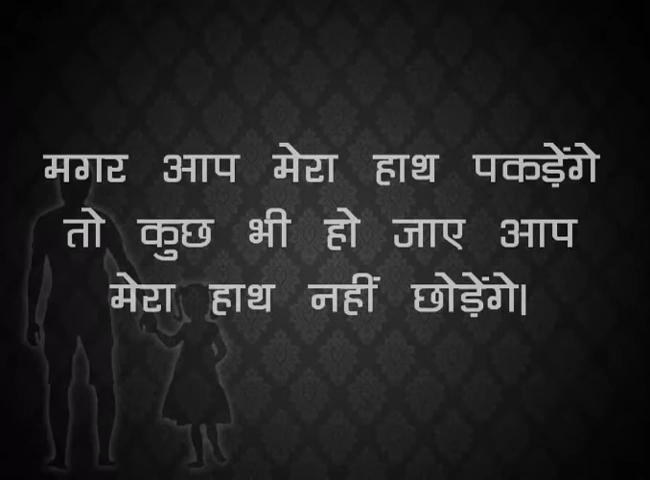 मगर आप मेरा हाथ पकड़ेंगे
तो कुछ भी हो जाए आप
मेरा हाथ नहीं छोड़ेंगे।